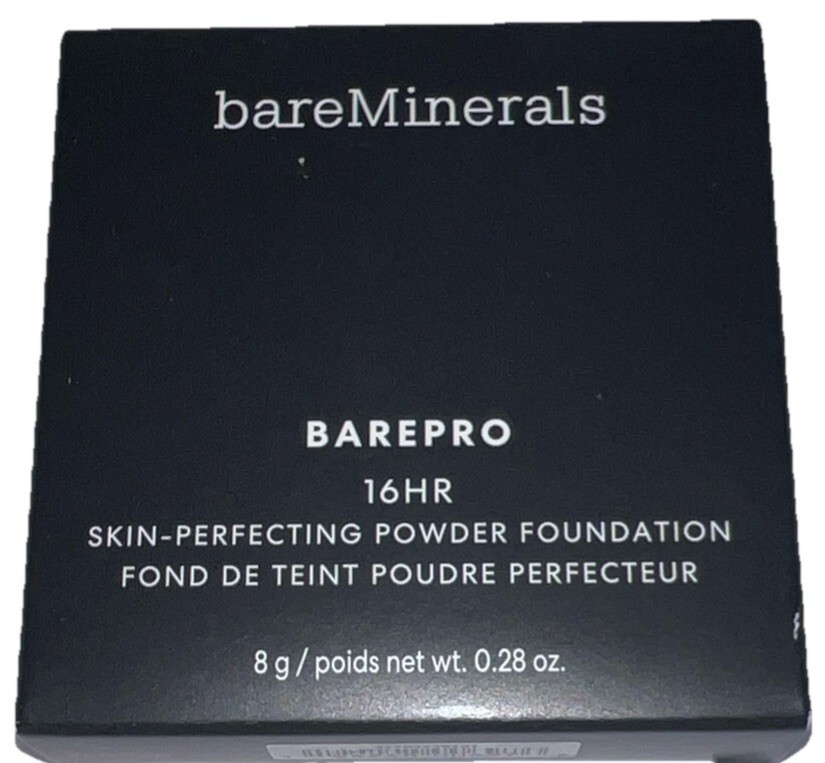 bareMinerals
BAREPRO
16HR
SKIN-PERFECTING POWDER FOUNDATION
FOND DE TEINT POUDRE PERFECTEUR
8 g / poids net wt. 0.28 oz.